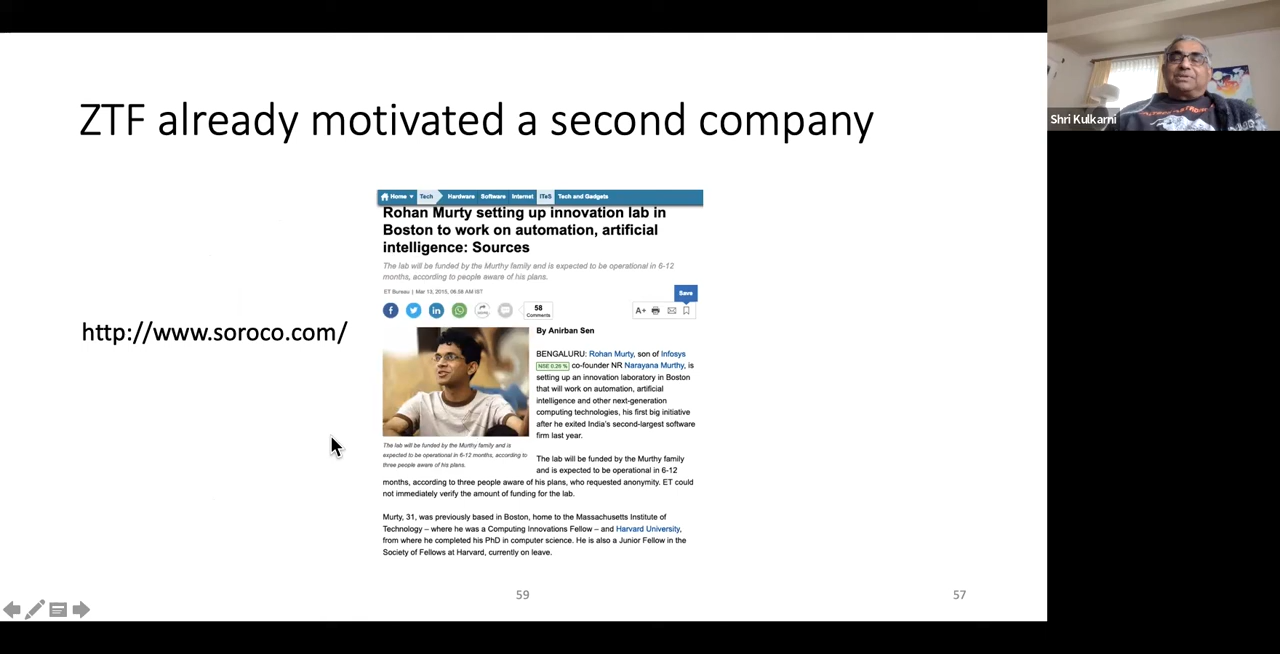 ZTF already motivated a second company
Shri Kulkarni
Home
Tech
Hardware
Software
Internet
ITeS
Tech and Gadgets
Rohan Murty setting up innovation lab in
Boston to work on automation, artificial
intelligence: Sources
The lab will be funded by the Murthy family and is expected to be operational in 6-12
months, according to people aware of his plans.
ET Bureau | Mar 13, 2015, 06.58 AM IST
Save
58
Comments
A+
http://www.soroco.com/
By Anirban Sen
BENGALURU: Rohan Murty, son of Infosys
NSE 0.26 % co-founder NR Narayana Murthy, is
setting up an innovation laboratory in Boston
that will work on automation, artificial
intelligence and other next-generation
computing technologies, his first big initiative
after he exited India's second-largest software
firm last year.
The lab will be funded by the Murthy family and is
expected to be operational in 6-12 months, according to
three people aware of his plans.
The lab will be funded by the Murthy family
and is expected to be operational in 6-12
months, according to three people aware of his plans, who requested anonymity. ET could
not immediately verify the amount of funding for the lab.
Murty, 31, was previously based in Boston, home to the Massachusetts Institute of
Technology – where he was a Computing Innovations Fellow – and Harvard University,
from where he completed his PhD in computer science. He is also a Junior Fellow in the
Society of Fellows at Harvard, currently on leave.
59
57